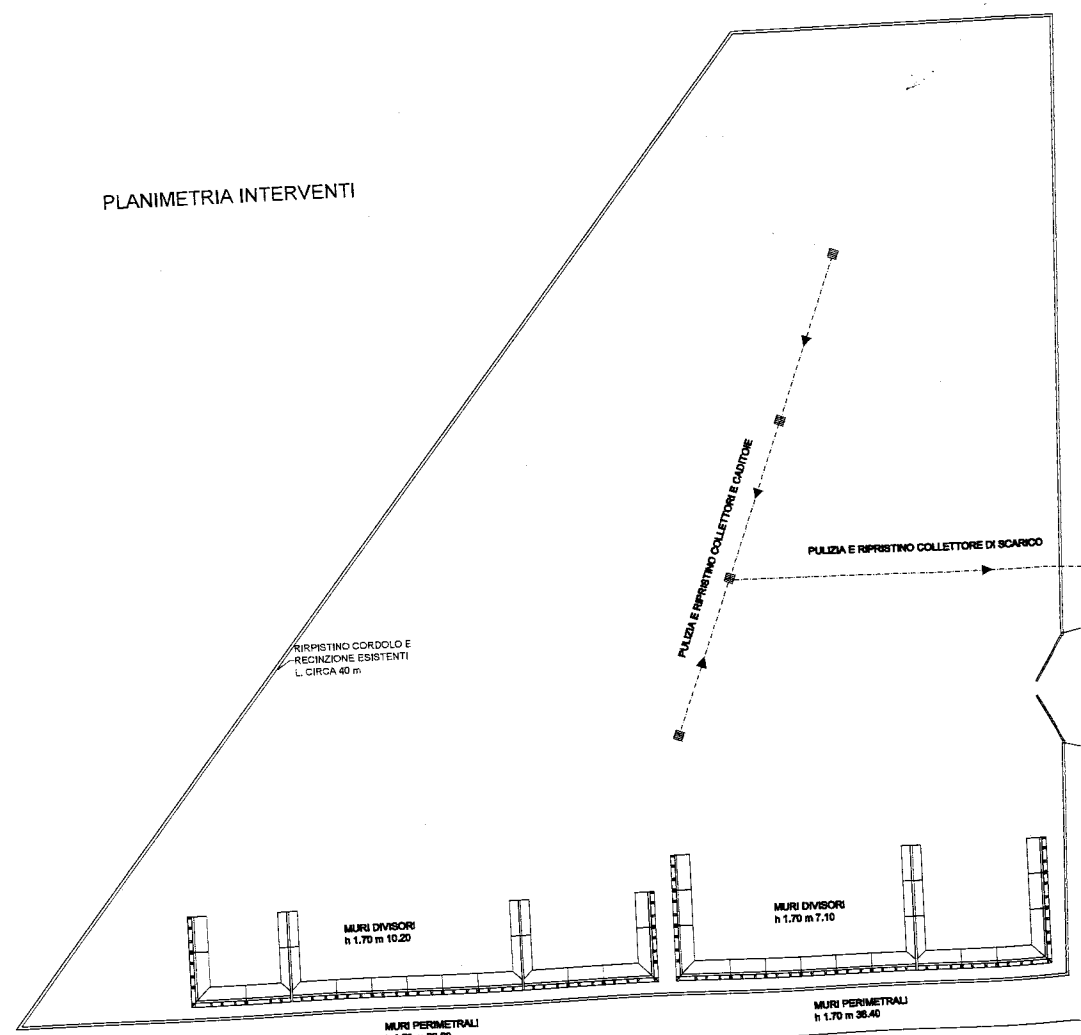 PLANIMETRIA INTERVENTI
PULIZIA E RIPRISTINO COLLETTORI E CADITOIE
PULIZIA E RIPRISTINO COLLETTORE DI SCARICO
RIRPISTINO CORDOLO E
RECINZIONE ESISTENTI
L. CIRCA 40 m
MURI DIVISORI
h 1.70 m 10.20
MURI DIVISORI
h 1.70 m 7.10
MURI PERIMETRALI
MURI PERIMETRALI
h 1.70 m 36.40